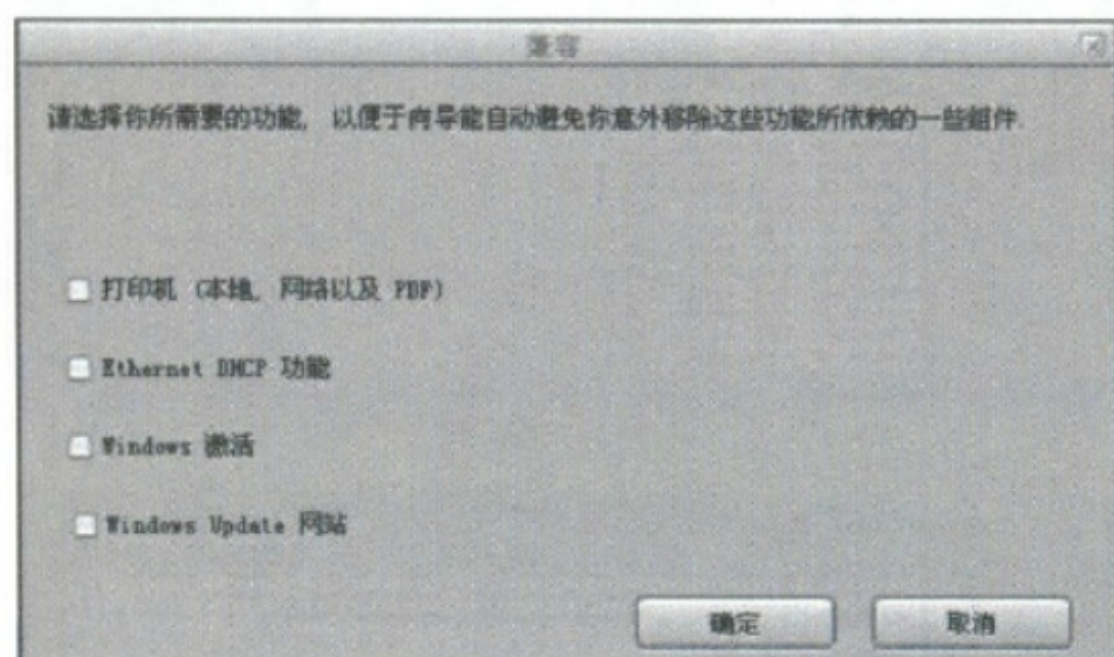 兼容
请选择你所需要的功能, 以便于向导能自动避免你意外移除这些功能所依赖的一些组件.
打印机 (本地, 网络以及 PDF)
Ethernet DHCP 功能
Windows 激活
Windows Update 网站
确定
取消